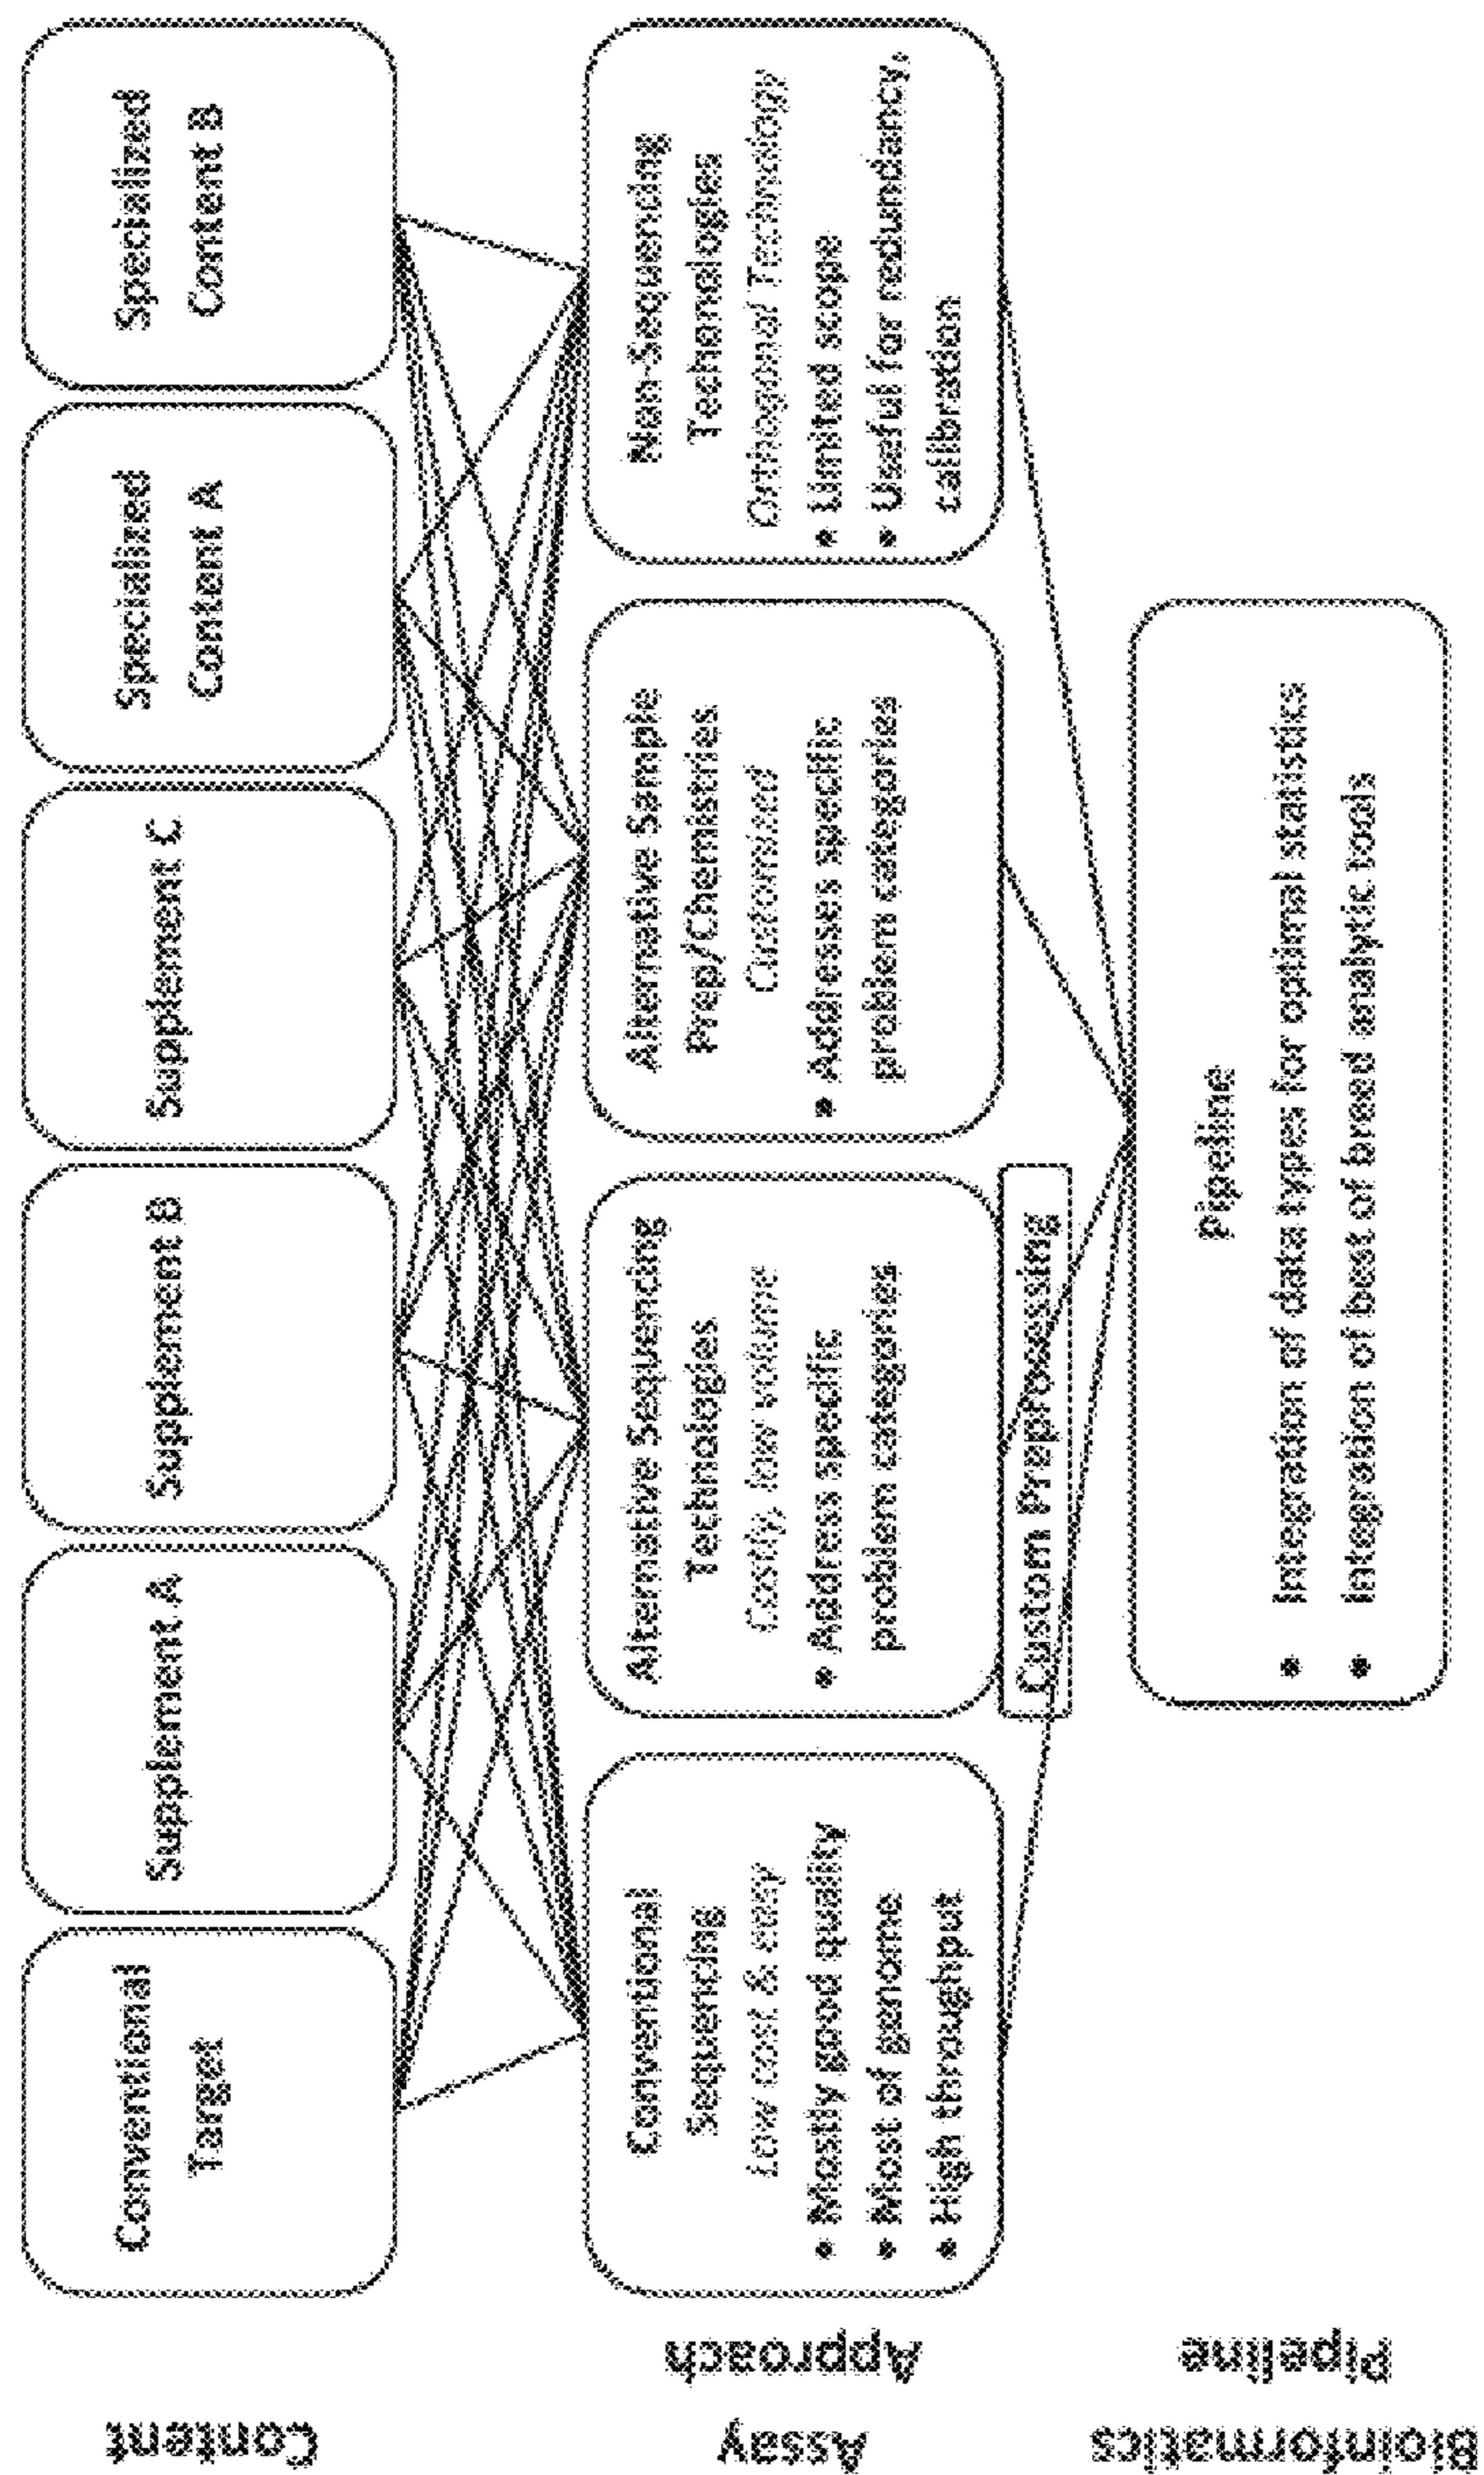 Content
Conventional
Target
Supplement A
Supplement B
Supplement C
Specialized
Content A
Specialized
Content B
Assay
Approach
Conventional
Sequencing
Low cost & easy
• Mostly good quality
• Most of genome
• High throughput
Alternative Sequencing
Technologies
Costly, low volume
• Address specific
problem categories
Alternative Sample
Prep/Chemistries
Customized
• Addresses specific
problem categories
Non-Sequencing
Technologies
Orthogonal Technology
• Limited scope
• Useful for redundancy,
calibration
Custom Preprocessing
Bioinformatics
Pipeline
Pipeline
• Integration of data types for optimal statistics
• Integration of best of breed analytic tools